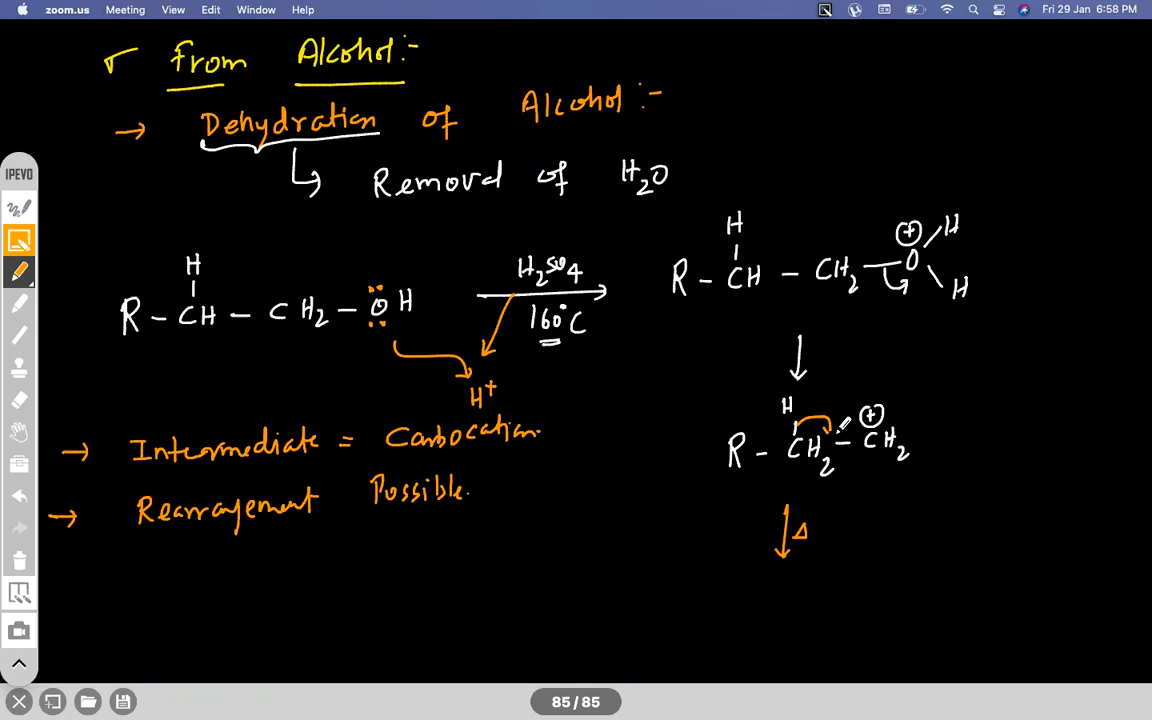 zoom.us Meeting View Edit Window Help Fri 29 Jan 6:58 PM
From Alcohol:-
→ Dehydration of Alcohol:-
Removal of H2O
IPEVO
H
R - CH - CH2 - OH
H2SO4
160°C
H+
H
R - CH - CH2 - O
+
H
H
H
R - CH2 - CH2
+
Δ
→ Intermediate = Carbocation.
→ Rearrangement Possible.
85/85